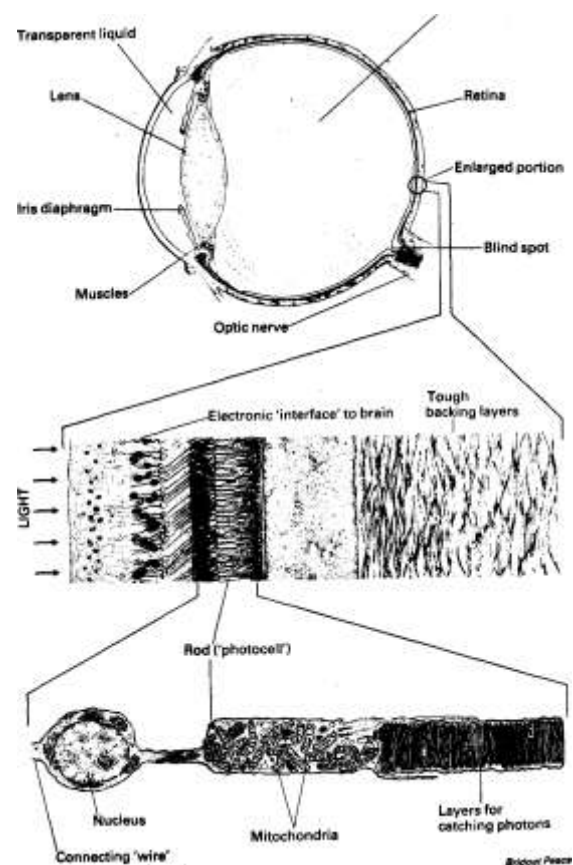 Transparent liquid
Lens
Retina
Enlarged portion
Iris diaphragm
Blind spot
Muscles
Optic nerve
Electronic 'interface' to brain
Tough
backing layers
LIGHT
Rod ('photocell')
Nucleus
Mitochondria
Layers for
catching photons
Connecting 'wire'